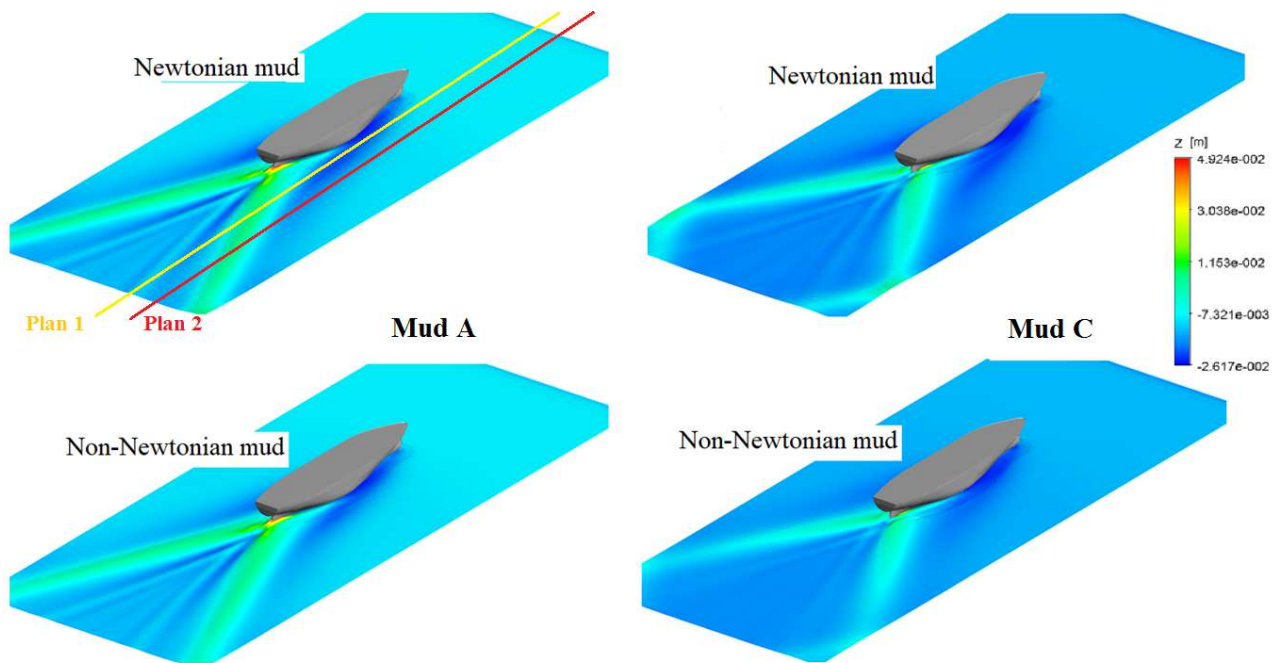 Newtonian mud
Newtonian mud
Z [m]
4.924e-002
3.038e-002
1.153e-002
-7.321e-003
-2.617e-002
Plan 1
Plan 2
Mud A
Mud C
Non-Newtonian mud
Non-Newtonian mud